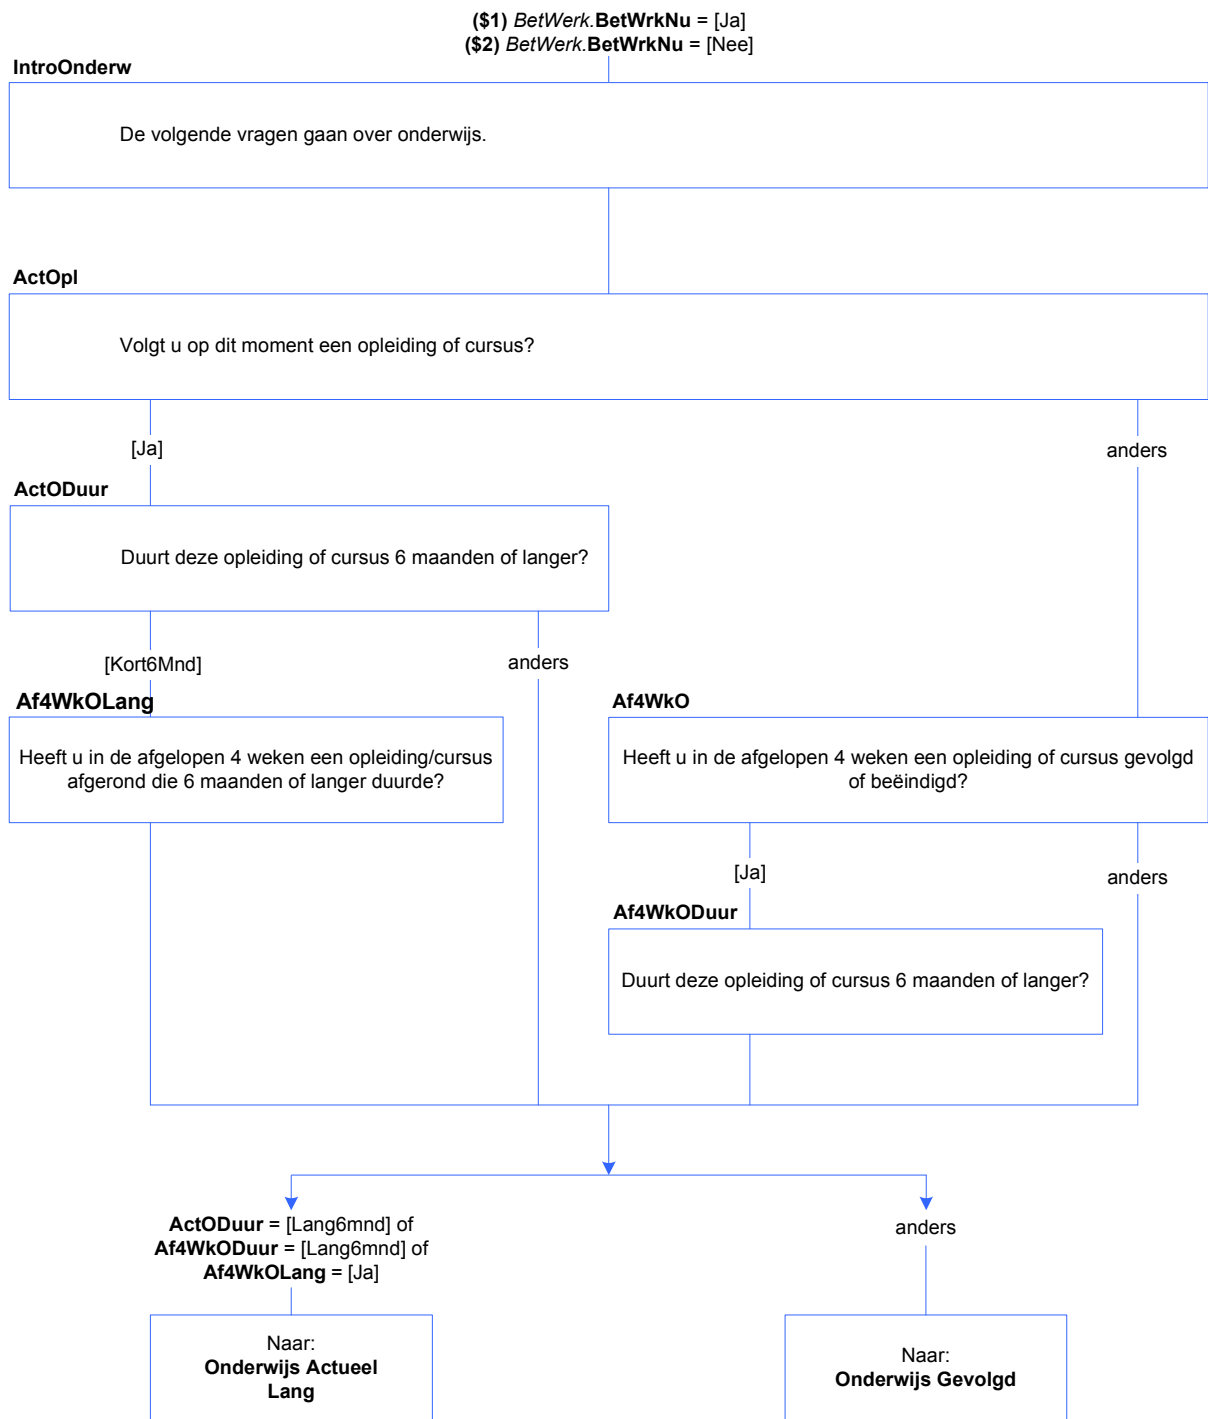 ($1) BetWerk.BetWrkNu = [Ja]
($2) BetWerk.BetWrkNu = [Nee]
IntroOnderw
De volgende vragen gaan over onderwijs.
ActOpl
Volgt u op dit moment een opleiding of cursus?
[Ja]
anders
ActODuur
Duurt deze opleiding of cursus 6 maanden of langer?
[Kort6Mnd]
anders
Af4WkOLang
Heeft u in de afgelopen 4 weken een opleiding/cursus
afgerond die 6 maanden of langer duurde?
Af4WkO
Heeft u in de afgelopen 4 weken een opleiding of cursus gevolgd
of beëindigd?
[Ja]
anders
Af4WkODuur
Duurt deze opleiding of cursus 6 maanden of langer?
ActODuur = [Lang6mnd] of
Af4WkODuur = [Lang6mnd] of
Af4WkOLang = [Ja]
anders
Naar:
Onderwijs Actueel
Lang
Naar:
Onderwijs Gevolgd